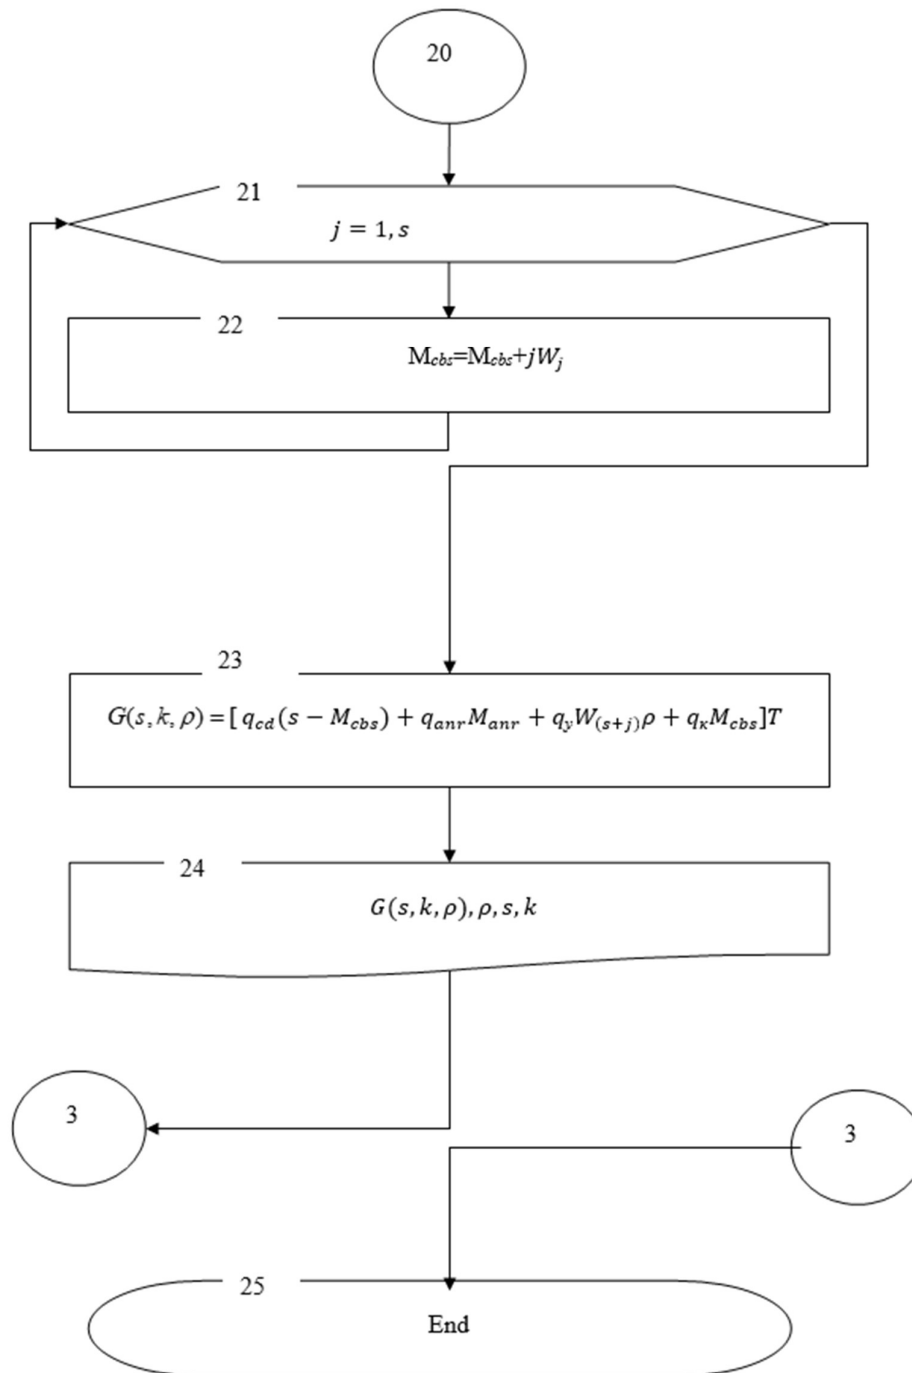 20
21
j = 1, s
22
M_cbs=M_cbs+jW_j
23
G(s, k, ρ) = [ q_cd(s − M_cbs) + q_anr M_anr + q_y W_(s+j) ρ + q_к M_cbs]T
24
G(s, k, ρ), ρ, s, k
3
3
25
End